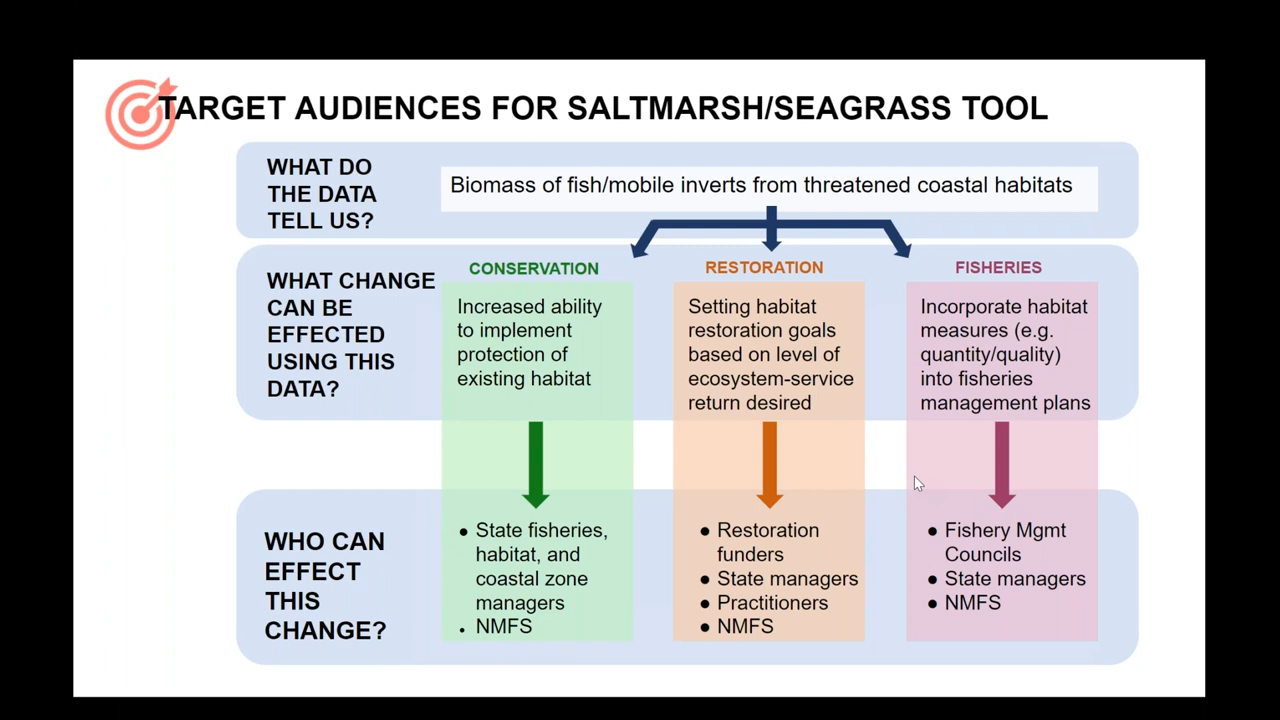 TARGET AUDIENCES FOR SALTMARSH/SEAGRASS TOOL
WHAT DO
THE DATA
TELL US?
Biomass of fish/mobile inverts from threatened coastal habitats
WHAT CHANGE
CAN BE
EFFECTED
USING THIS
DATA?
CONSERVATION
Increased ability
to implement
protection of
existing habitat
RESTORATION
Setting habitat
restoration goals
based on level of
ecosystem-service
return desired
FISHERIES
Incorporate habitat
measures (e.g.
quantity/quality)
into fisheries
management plans
WHO CAN
EFFECT
THIS
CHANGE?
● State fisheries,
habitat, and
coastal zone
managers
• NMFS
● Restoration
funders
● State managers
● Practitioners
● NMFS
● Fishery Mgmt
Councils
● State managers
● NMFS